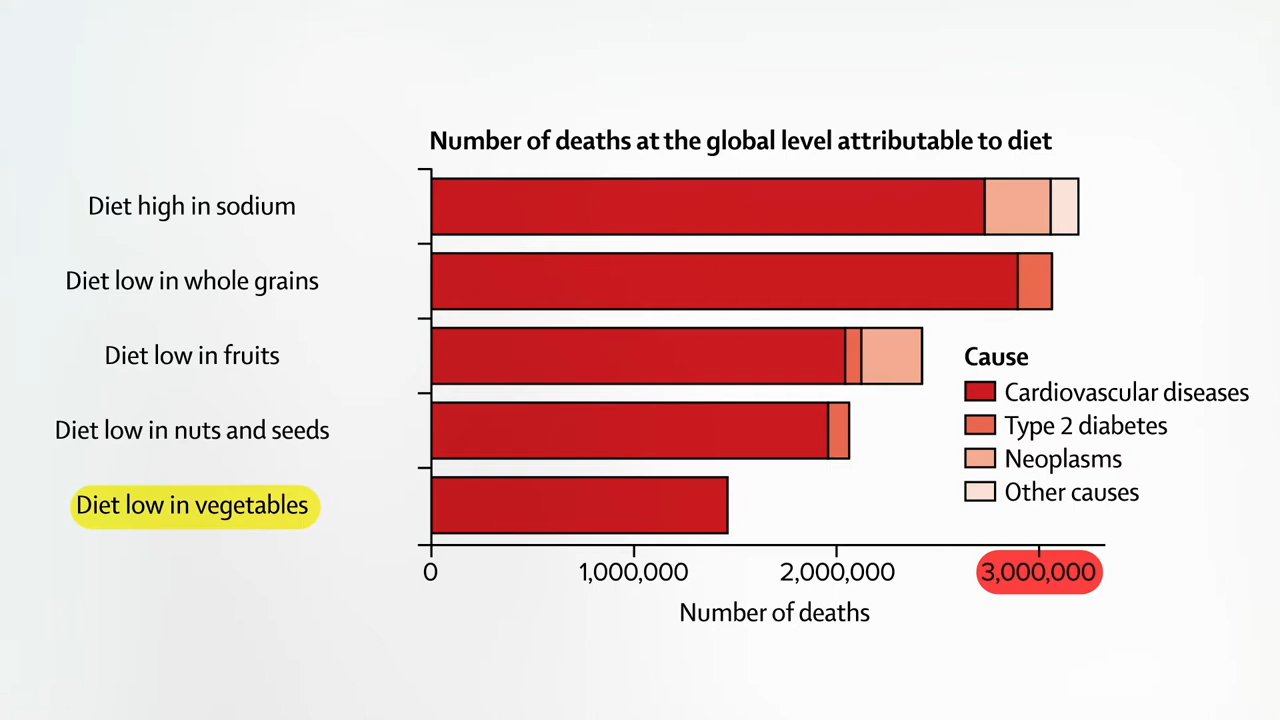 Number of deaths at the global level attributable to diet
Diet high in sodium
Diet low in whole grains
Diet low in fruits
Diet low in nuts and seeds
Diet low in vegetables
Cause
Cardiovascular diseases
Type 2 diabetes
Neoplasms
Other causes
0 1,000,000 2,000,000 3,000,000
Number of deaths